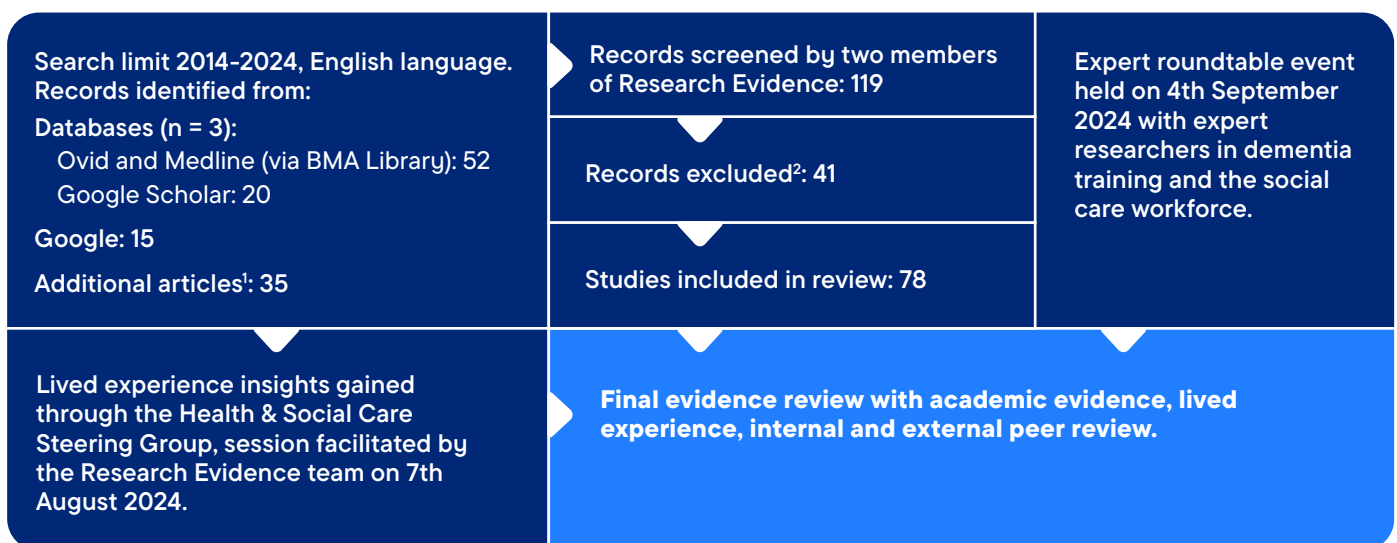 Search limit 2014-2024, English language.
Records identified from:
Databases (n = 3):
Ovid and Medline (via BMA Library): 52
Google Scholar: 20
Google: 15
Additional articles¹: 35
Records screened by two members
of Research Evidence: 119
Records excluded²: 41
Studies included in review: 78
Expert roundtable event
held on 4th September
2024 with expert
researchers in dementia
training and the social
care workforce.
Lived experience insights gained
through the Health & Social Care
Steering Group, session facilitated by
the Research Evidence team on 7th
August 2024.
Final evidence review with academic evidence, lived
experience, internal and external peer review.